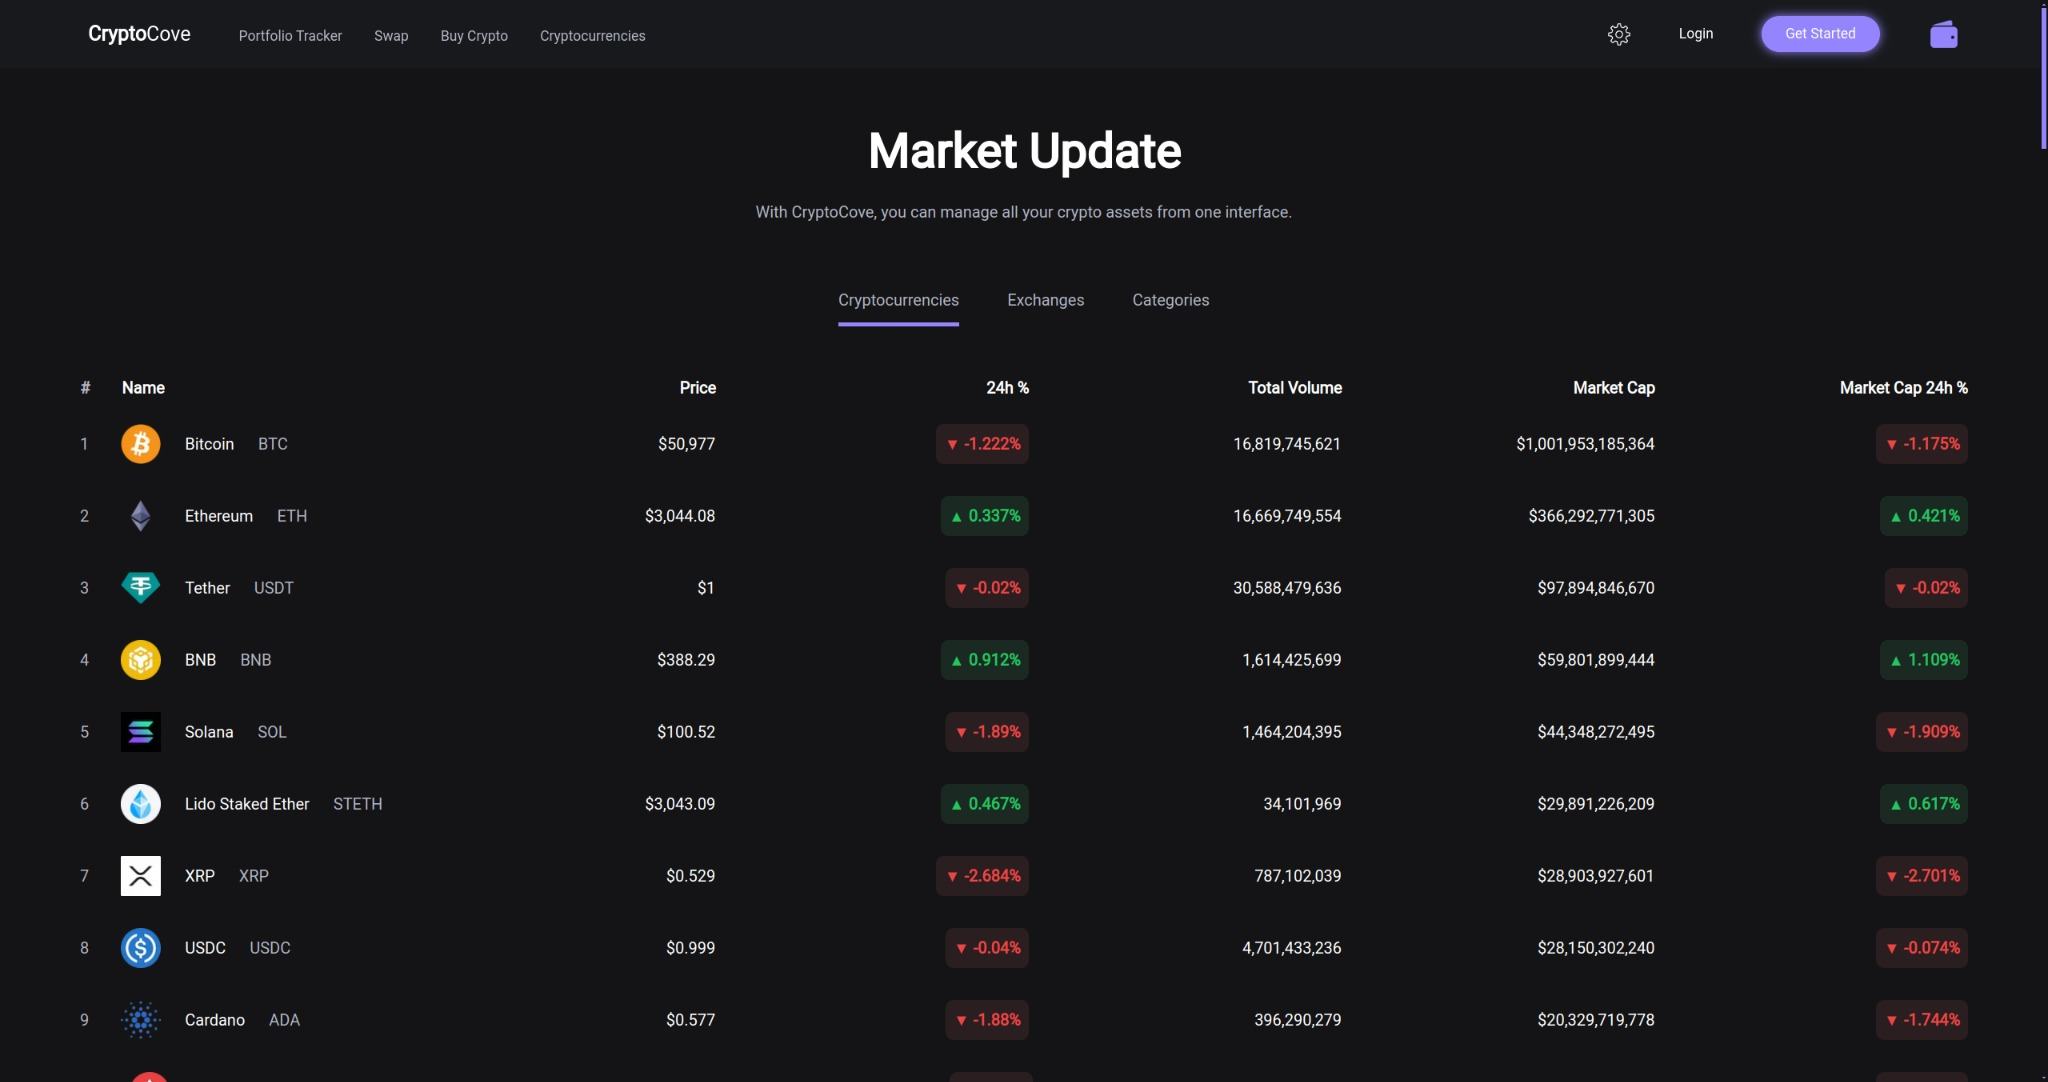 CryptoCove Portfolio Tracker Swap Buy Crypto Cryptocurrencies Login Get Started
Market Update
With CryptoCove, you can manage all your crypto assets from one interface.
Cryptocurrencies Exchanges Categories
# Name Price 24h % Total Volume Market Cap Market Cap 24h %
1 Bitcoin BTC $50,977 ▼ -1.222% 16,819,745,621 $1,001,953,185,364 ▼ -1.175%
2 Ethereum ETH $3,044.08 ▲ 0.337% 16,669,749,554 $366,292,771,305 ▲ 0.421%
3 Tether USDT $1 ▼ -0.02% 30,588,479,636 $97,894,846,670 ▼ -0.02%
4 BNB BNB $388.29 ▲ 0.912% 1,614,425,699 $59,801,899,444 ▲ 1.109%
5 Solana SOL $100.52 ▼ -1.89% 1,464,204,395 $44,348,272,495 ▼ -1.909%
6 Lido Staked Ether STETH $3,043.09 ▲ 0.467% 34,101,969 $29,891,226,209 ▲ 0.617%
7 XRP XRP $0.529 ▼ -2.684% 787,102,039 $28,903,927,601 ▼ -2.701%
8 USDC USDC $0.999 ▼ -0.04% 4,701,433,236 $28,150,302,240 ▼ -0.074%
9 Cardano ADA $0.577 ▼ -1.88% 396,290,279 $20,329,719,778 ▼ -1.744%